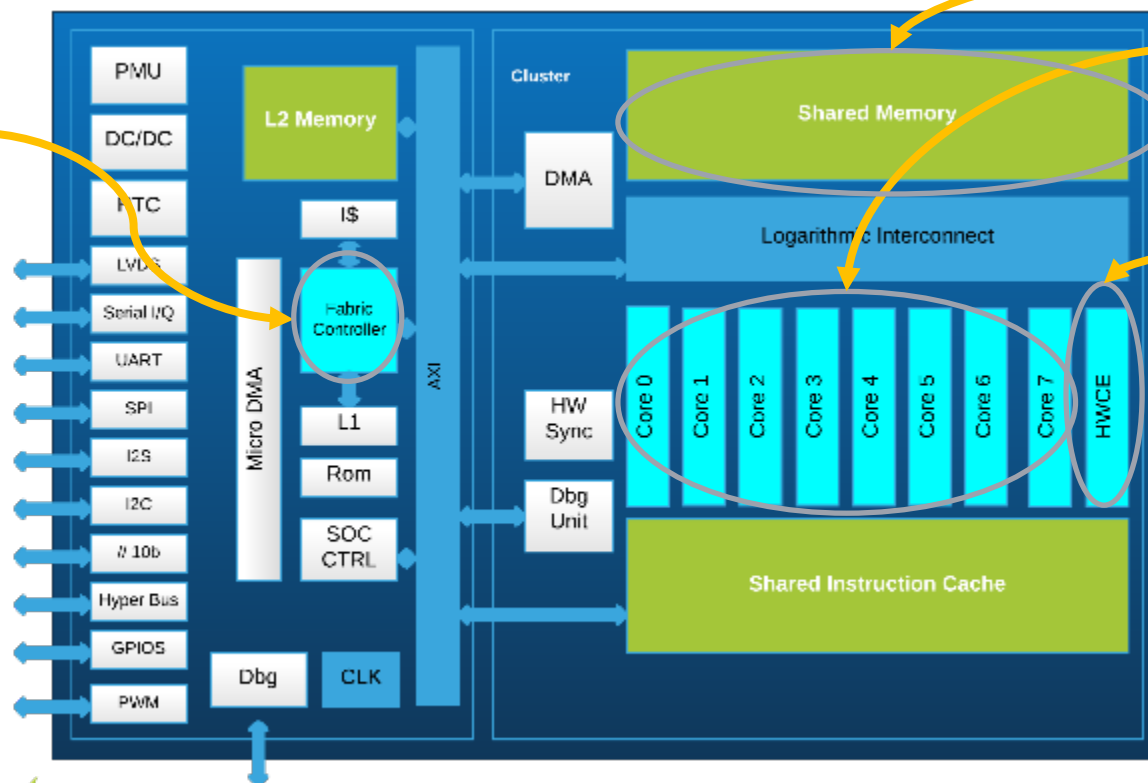 PMU
DC/DC
RTC
LVDS
Serial I/Q
UART
SPI
I2S
I2C
// 10b
Hyper Bus
GPIOS
PWM
L2 Memory
I$
Fabric
Controller
L1
Rom
SOC
CTRL
Micro DMA
Dbg
CLK
AXI
Cluster
DMA
HW
Sync
Dbg
Unit
Shared Memory
Logarithmic Interconnect
Core 0
Core 1
Core 2
Core 3
Core 4
Core 5
Core 6
Core 7
HWCE
Shared Instruction Cache